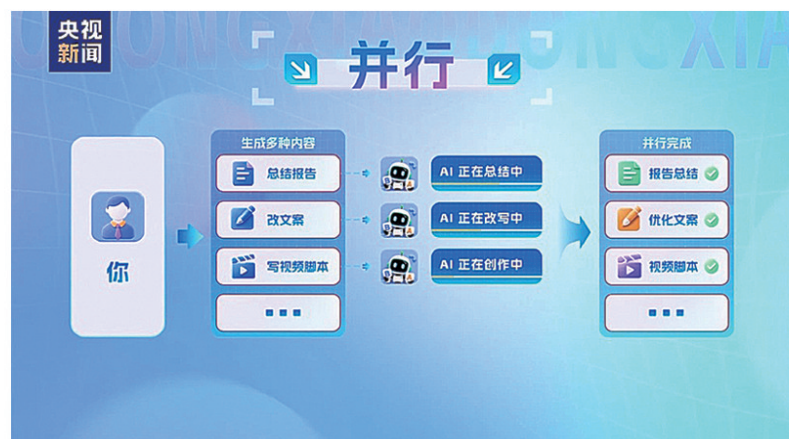 央视
新闻
并行
你
生成多种内容
总结报告
改文案
写视频脚本
AI 正在总结中
AI 正在改写中
AI 正在创作中
并行完成
报告总结
优化文案
视频脚本